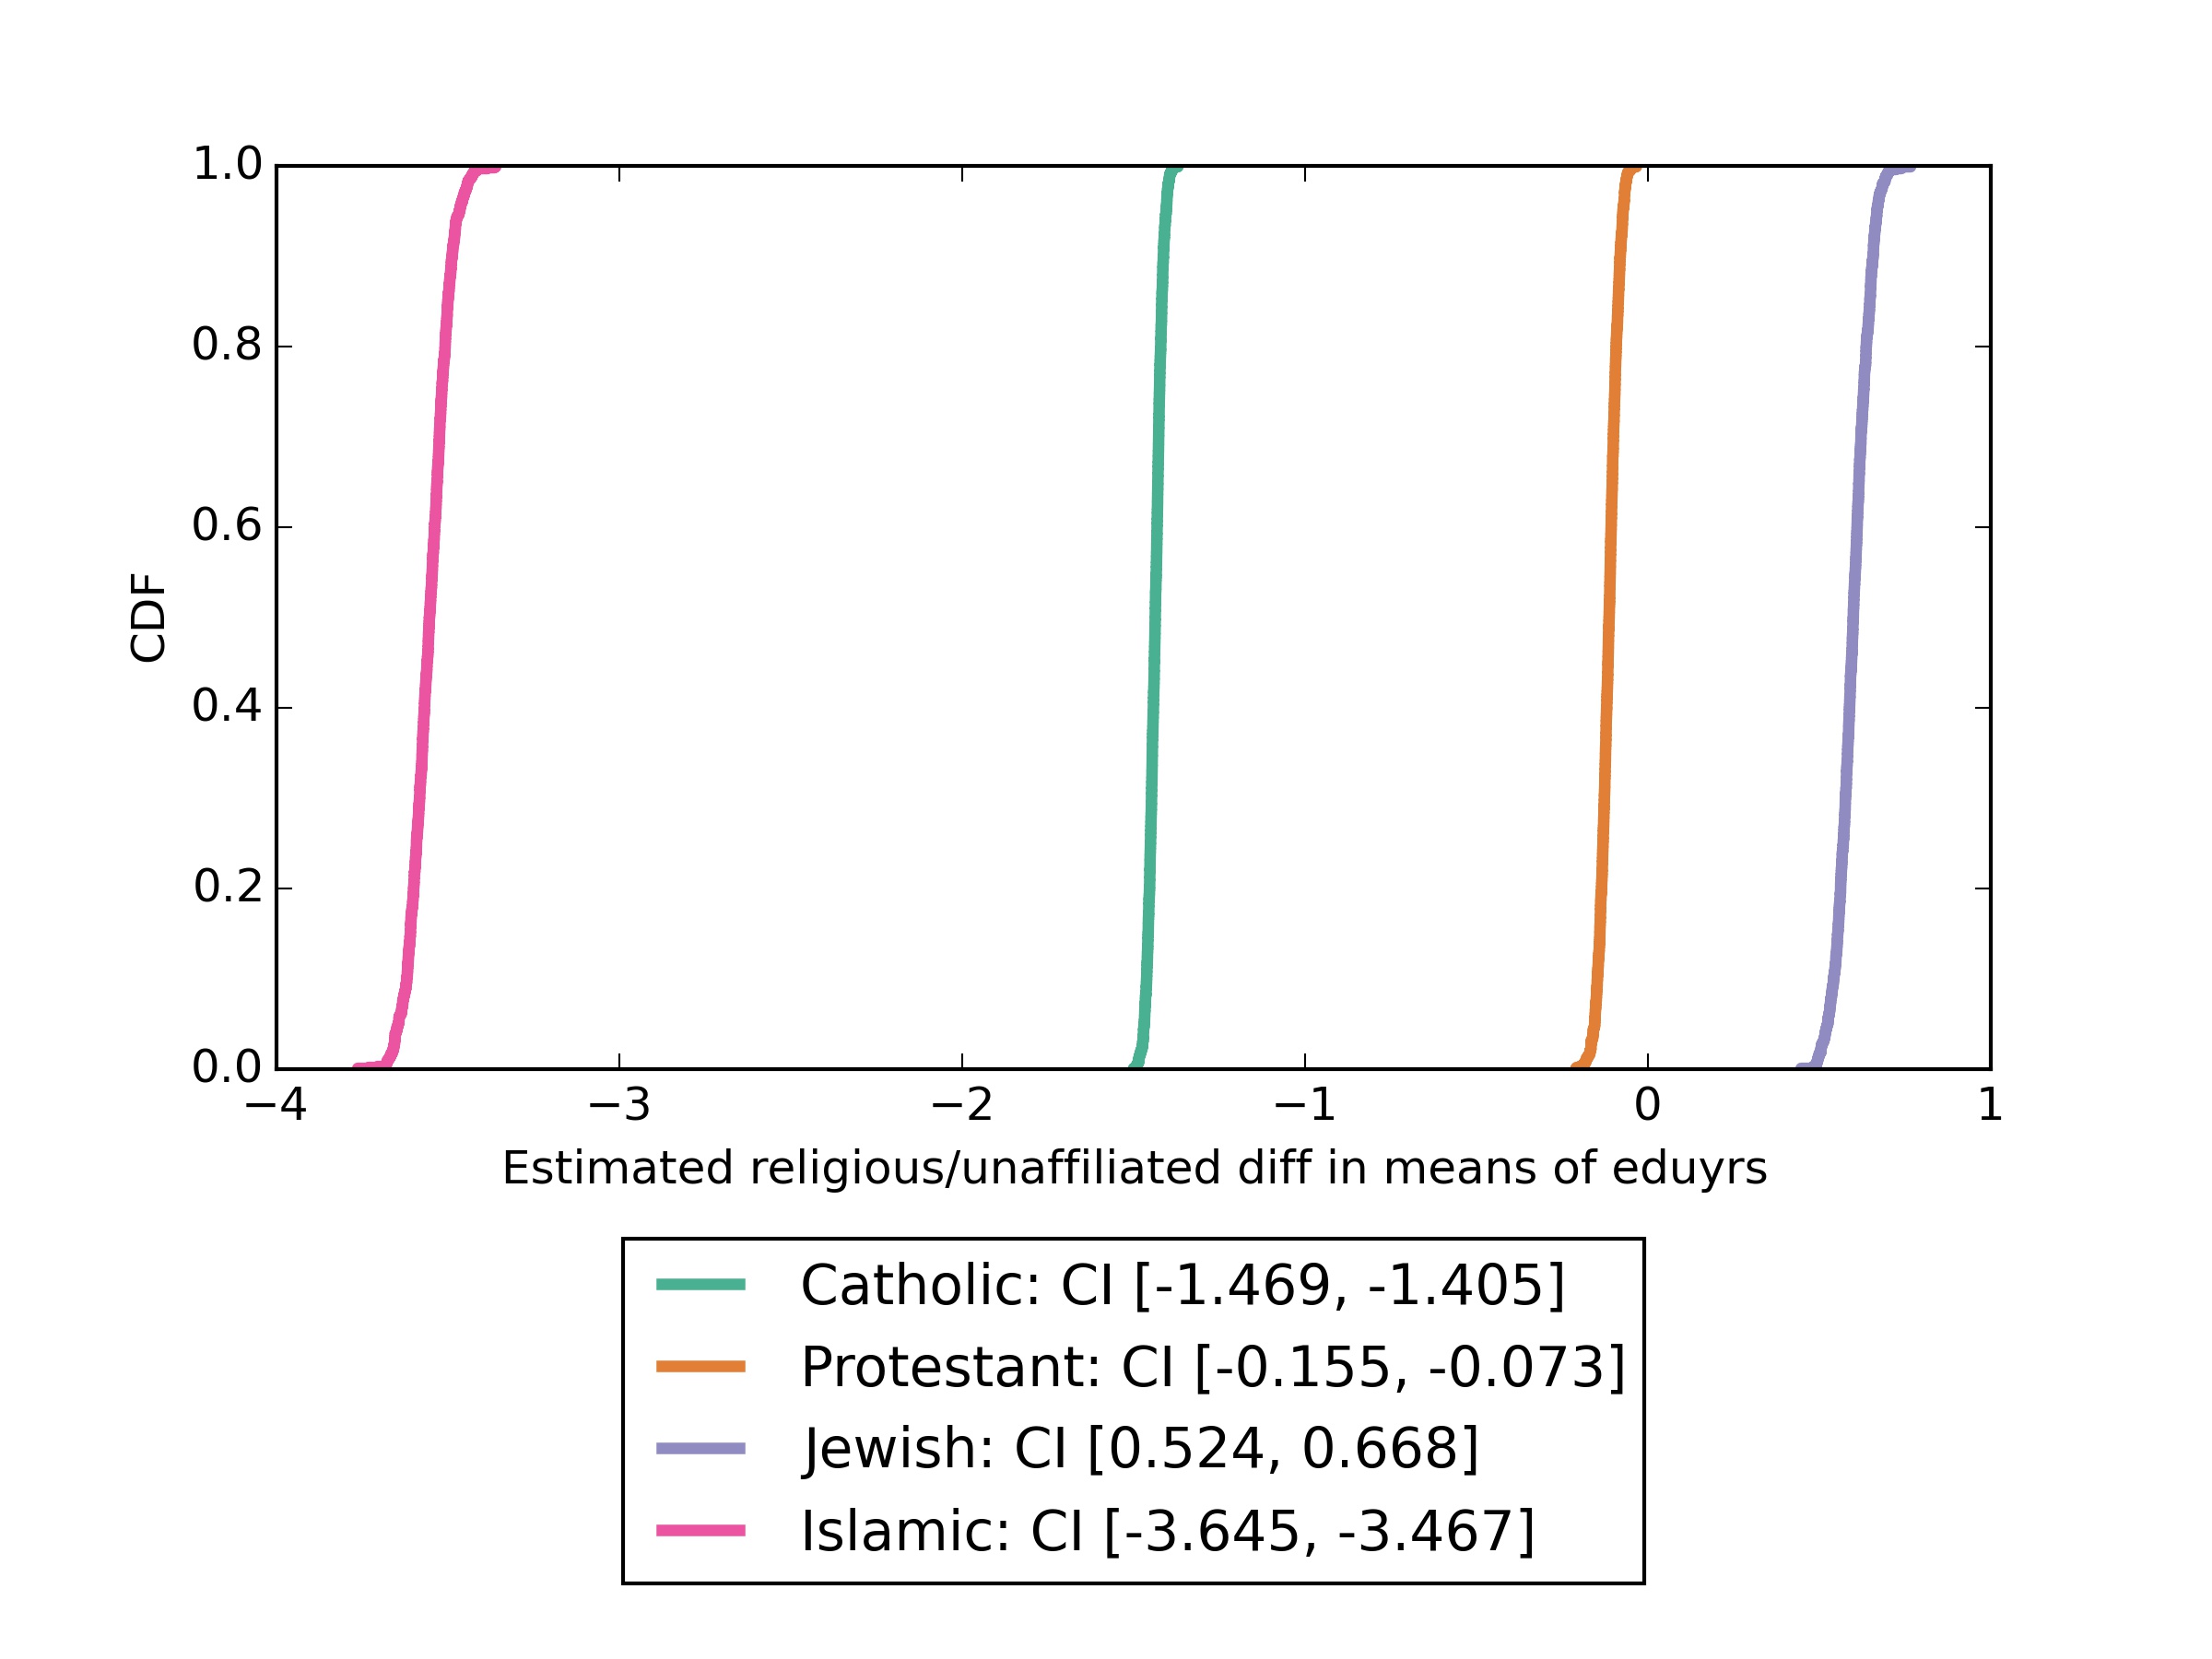 1.0
0.8
0.6
0.4
0.2
0.0
CDF
−4 −3 −2 −1 0 1
Estimated religious/unaffiliated diff in means of eduyrs
Catholic: CI [-1.469, -1.405]
Protestant: CI [-0.155, -0.073]
Jewish: CI [0.524, 0.668]
Islamic: CI [-3.645, -3.467]